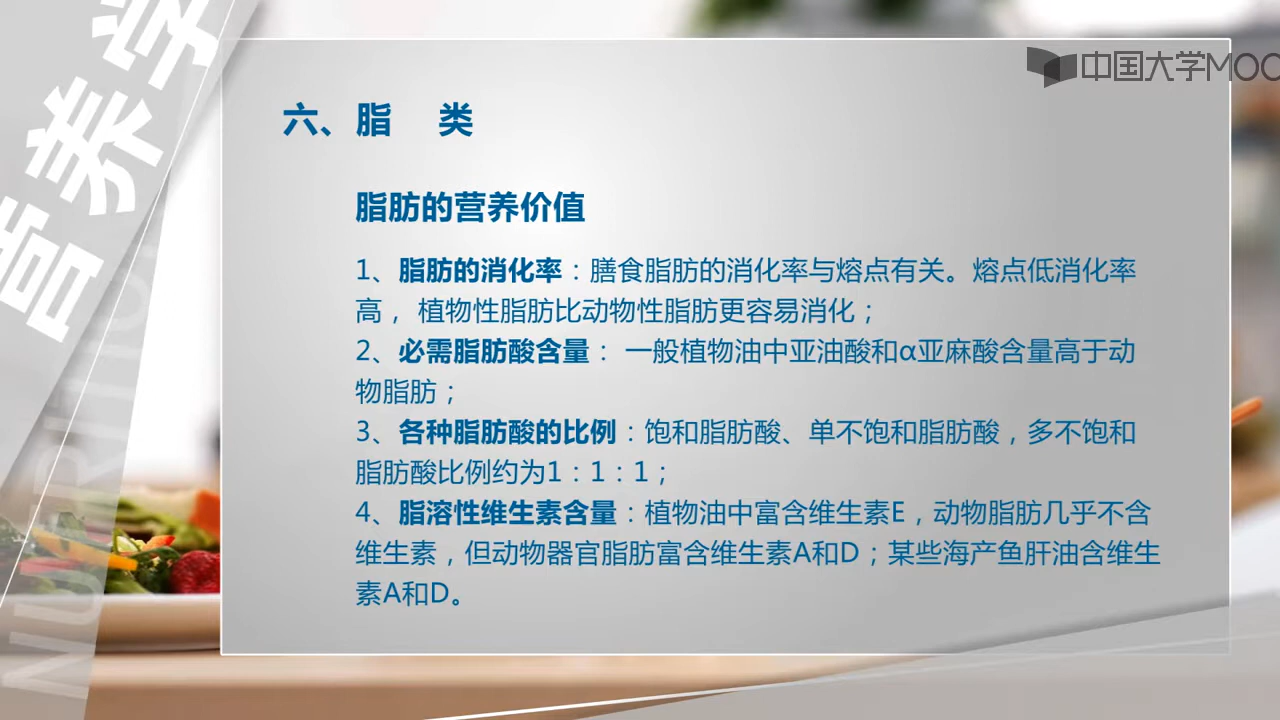 营养学
NUTRITION
中国大学MOO
六、脂 类
脂肪的营养价值
1、脂肪的消化率：膳食脂肪的消化率与熔点有关。熔点低消化率
高， 植物性脂肪比动物性脂肪更容易消化；
2、必需脂肪酸含量： 一般植物油中亚油酸和α亚麻酸含量高于动
物脂肪；
3、各种脂肪酸的比例：饱和脂肪酸、单不饱和脂肪酸，多不饱和
脂肪酸比例约为1：1：1；
4、脂溶性维生素含量：植物油中富含维生素E，动物脂肪几乎不含
维生素，但动物器官脂肪富含维生素A和D；某些海产鱼肝油含维生
素A和D。